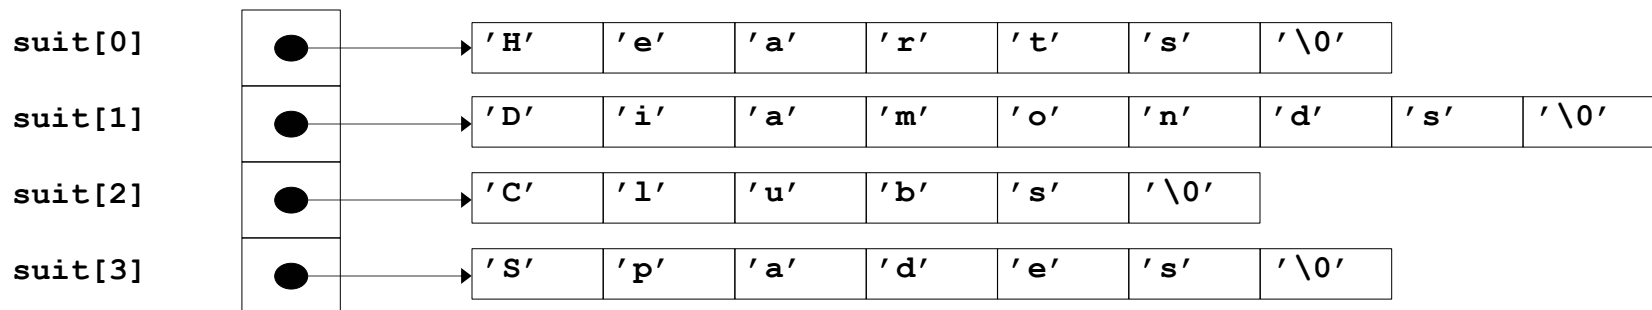 suit[0] 'H' 'e' 'a' 'r' 't' 's' '\0'
suit[1] 'D' 'i' 'a' 'm' 'o' 'n' 'd' 's' '\0'
suit[2] 'C' 'l' 'u' 'b' 's' '\0'
suit[3] 'S' 'p' 'a' 'd' 'e' 's' '\0'